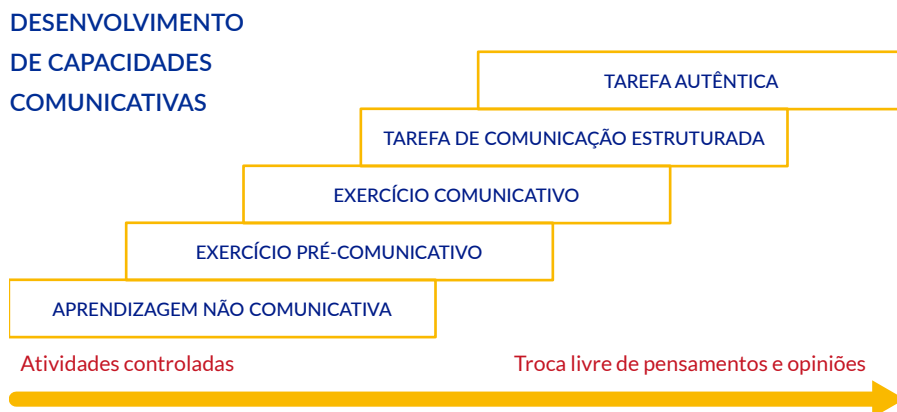 DESENVOLVIMENTO
DE CAPACIDADES
COMUNICATIVAS
TAREFA AUTÊNTICA
TAREFA DE COMUNICAÇÃO ESTRUTURADA
EXERCÍCIO COMUNICATIVO
EXERCÍCIO PRÉ-COMUNICATIVO
APRENDIZAGEM NÃO COMUNICATIVA
Atividades controladas
Troca livre de pensamentos e opiniões